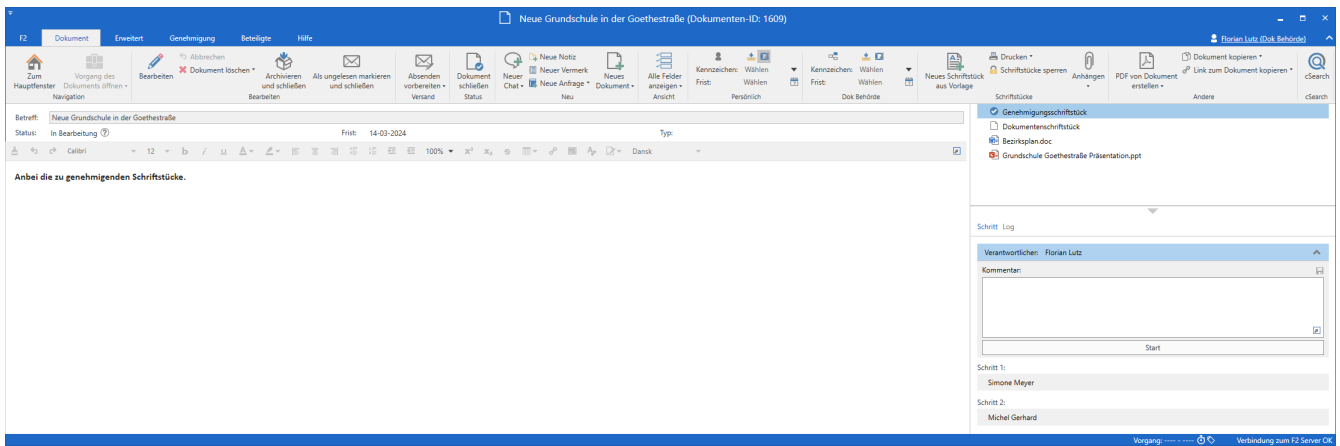 Neue Grundschule in der Goethestraße (Dokumenten-ID: 1609)
F2 Dokument Erweitert Genehmigung Beteiligte Hilfe Florian Lutz (Dok Behörde)
Zum Hauptfenster
Vorgang des Dokuments öffnen
Navigation
Bearbeiten
Abbrechen
Dokument löschen
Archivieren und schließen
Als ungelesen markieren und schließen
Bearbeiten
Absenden vorbereiten
Versand
Dokument schließen
Status
Neuer Chat
Neue Notiz
Neuer Vermerk
Neue Anfrage
Neues Dokument
Neu
Alle Felder anzeigen
Ansicht
Kennzeichen: Wählen
Frist: Wählen
Persönlich
Kennzeichen: Wählen
Frist: Wählen
Dok Behörde
Neues Schriftstück aus Vorlage
Drucken
Schriftstücke sperren
Anhängen
Schriftstücke
PDF von Dokument erstellen
Dokument kopieren
Link zum Dokument kopieren
Andere
cSearch
cSearch
Betreff: Neue Grundschule in der Goethestraße
Status: In Bearbeitung Frist: 14-03-2024 Typ:
Calibri 12 b i u 100% Dansk
Anbei die zu genehmigenden Schriftstücke.
Genehmigungsschriftstück
Dokumentenschriftstück
Bezirksplan.doc
Grundschule Goethestraße Präsentation.ppt
Schritt Log
Verantwortlicher: Florian Lutz
Kommentar:
Start
Schritt 1:
Simone Meyer
Schritt 2:
Michel Gerhard
Vorgang: ---- - ---- Verbindung zum F2 Server OK